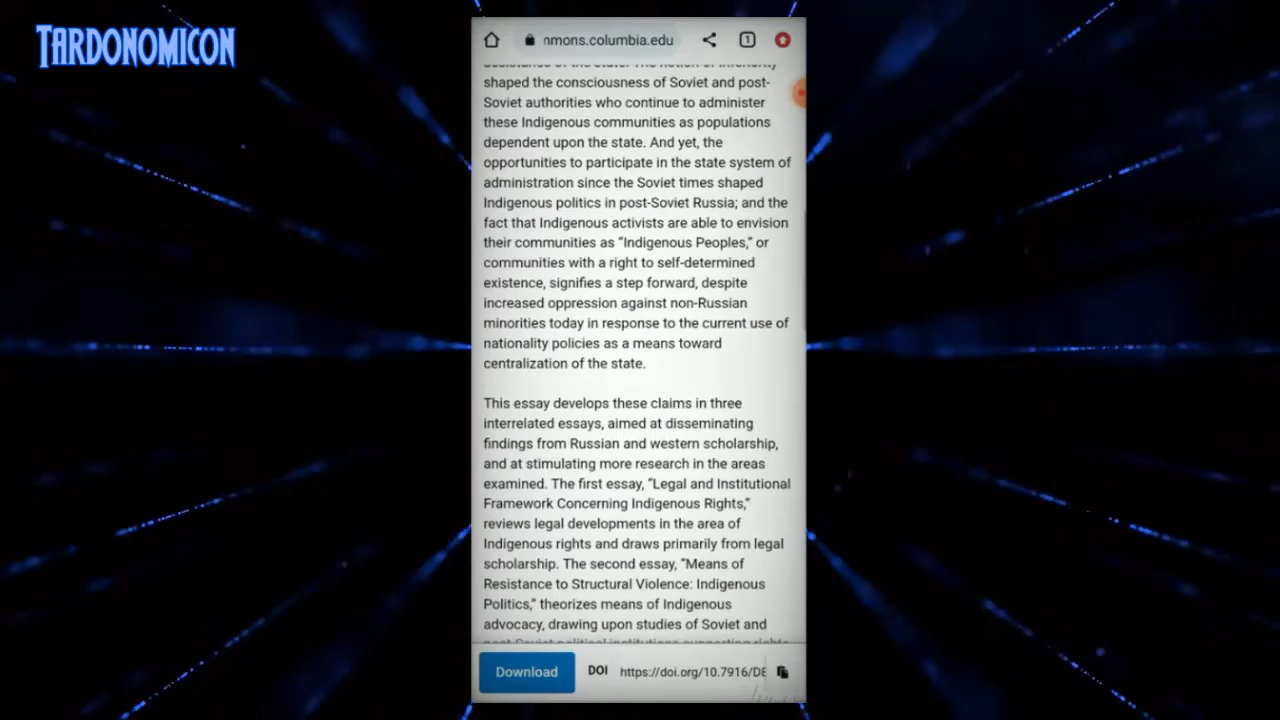 TARDONOMICON
nmons.columbia.edu
1
shaped the consciousness of Soviet and post-
Soviet authorities who continue to administer
these Indigenous communities as populations
dependent upon the state. And yet, the
opportunities to participate in the state system of
administration since the Soviet times shaped
Indigenous politics in post-Soviet Russia; and the
fact that Indigenous activists are able to envision
their communities as “Indigenous Peoples,” or
communities with a right to self-determined
existence, signifies a step forward, despite
increased oppression against non-Russian
minorities today in response to the current use of
nationality policies as a means toward
centralization of the state.
This essay develops these claims in three
interrelated essays, aimed at disseminating
findings from Russian and western scholarship,
and at stimulating more research in the areas
examined. The first essay, “Legal and Institutional
Framework Concerning Indigenous Rights,”
reviews legal developments in the area of
Indigenous rights and draws primarily from legal
scholarship. The second essay, “Means of
Resistance to Structural Violence: Indigenous
Politics,” theorizes means of Indigenous
advocacy, drawing upon studies of Soviet and
Download DOI https://doi.org/10.7916/D8